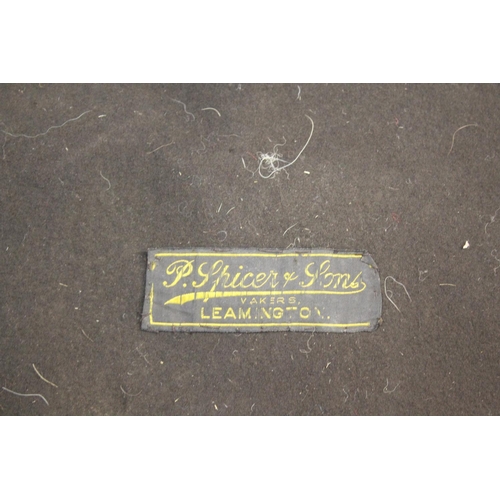 P. Spicer & Sons
MAKERS.
LEAMINGTON.